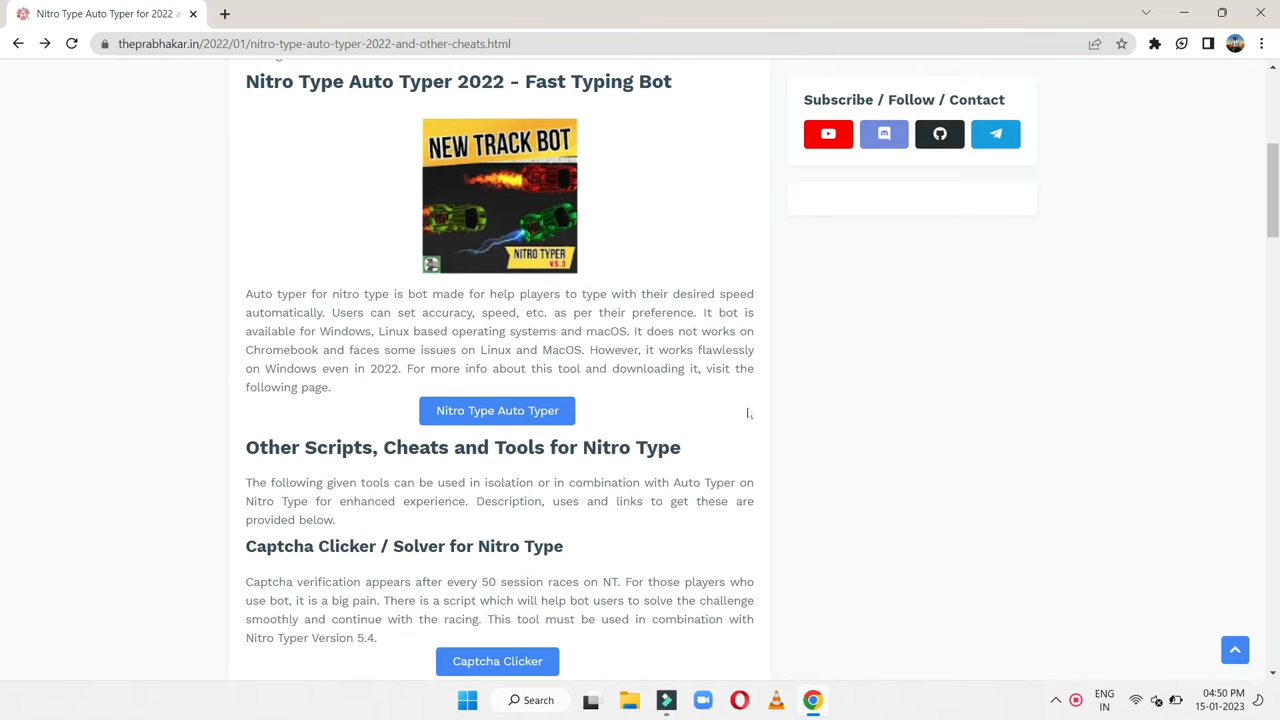 Nitro Type Auto Typer for 2022 a
theprabhakar.in/2022/01/nitro-type-auto-typer-2022-and-other-cheats.html
Nitro Type Auto Typer 2022 - Fast Typing Bot
NEW TRACK BOT
NITRO TYPER
V5.3
Auto typer for nitro type is bot made for help players to type with their desired speed
automatically. Users can set accuracy, speed, etc. as per their preference. It bot is
available for Windows, Linux based operating systems and macOS. It does not works on
Chromebook and faces some issues on Linux and MacOS. However, it works flawlessly
on Windows even in 2022. For more info about this tool and downloading it, visit the
following page.
Nitro Type Auto Typer
Other Scripts, Cheats and Tools for Nitro Type
The following given tools can be used in isolation or in combination with Auto Typer on
Nitro Type for enhanced experience. Description, uses and links to get these are
provided below.
Captcha Clicker / Solver for Nitro Type
Captcha verification appears after every 50 session races on NT. For those players who
use bot, it is a big pain. There is a script which will help bot users to solve the challenge
smoothly and continue with the racing. This tool must be used in combination with
Nitro Typer Version 5.4.
Captcha Clicker
Subscribe / Follow / Contact
Search
ENG
IN
04:50 PM
15-01-2023